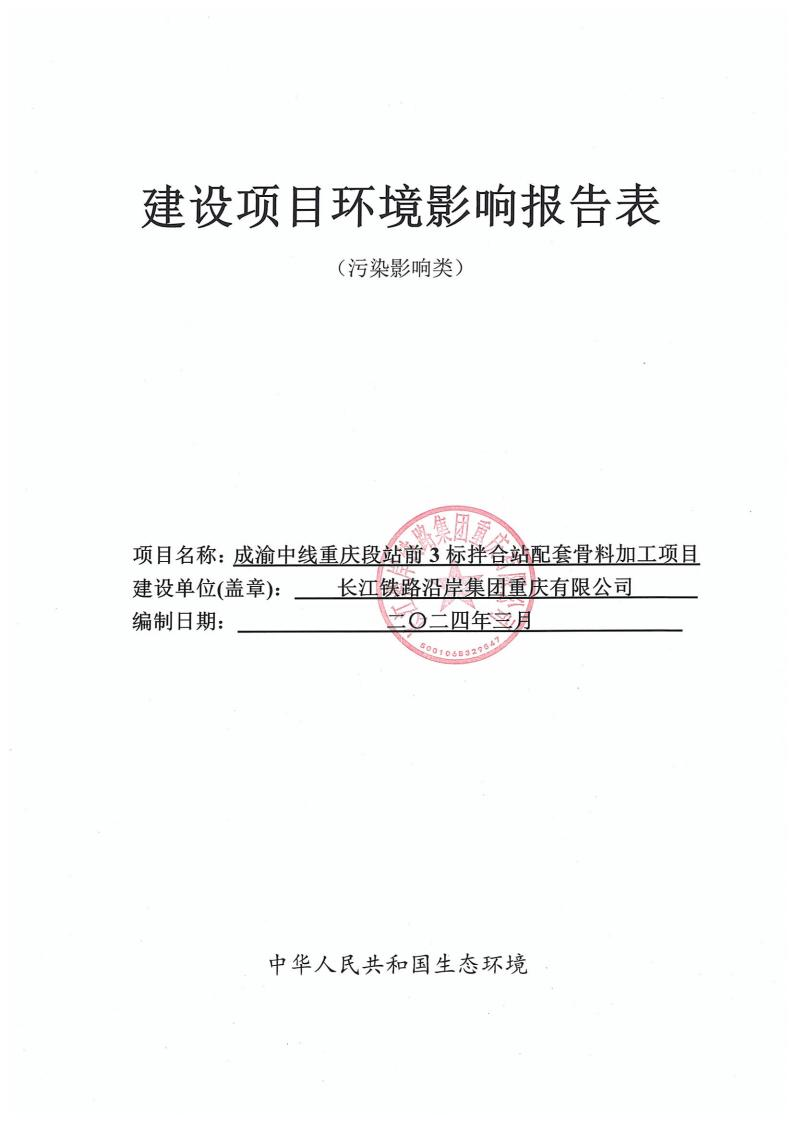 建设项目环境影响报告表
（污染影响类）
项目名称：成渝中线重庆段站前 3 标拌合站配套骨料加工项目
建设单位(盖章)：长江铁路沿岸集团重庆有限公司
编制日期：二〇二四年三月
5001068329547
中华人民共和国生态环境